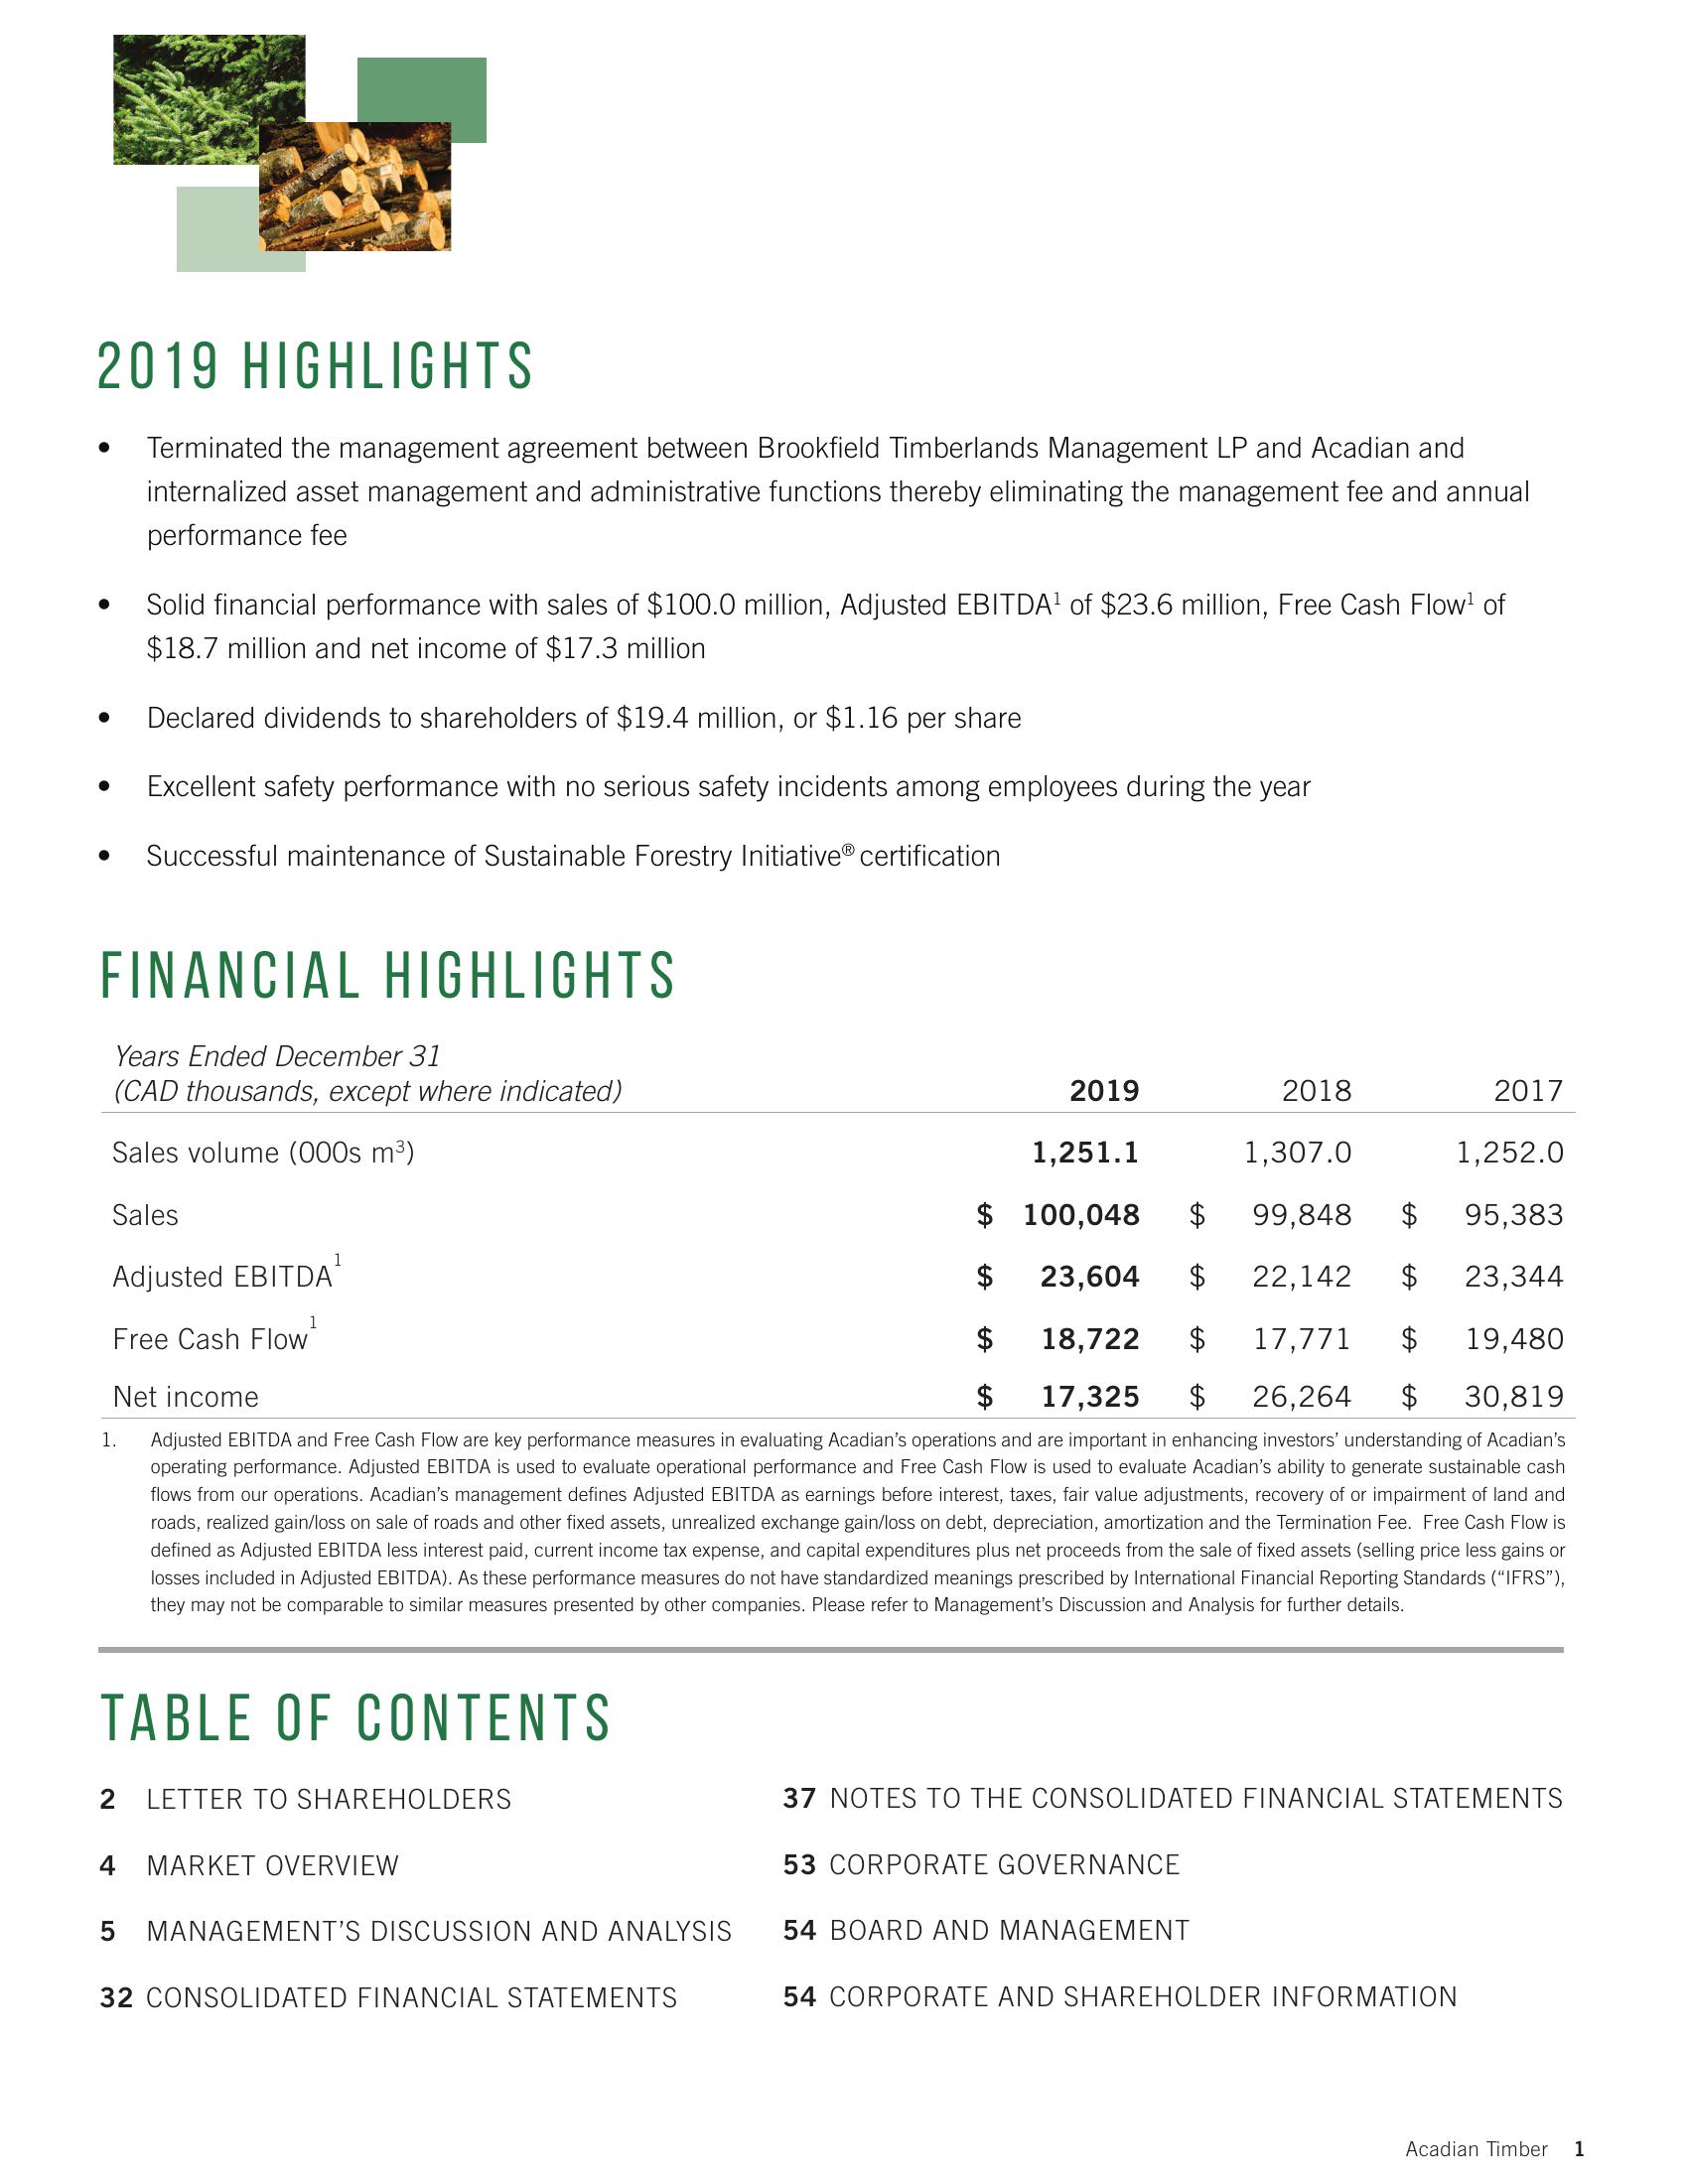 2019 HIGHLIGHTS
• Terminated the management agreement between Brookfield Timberlands Management LP and Acadian and
internalized asset management and administrative functions thereby eliminating the management fee and annual
performance fee
• Solid financial performance with sales of $100.0 million, Adjusted EBITDA¹ of $23.6 million, Free Cash Flow¹ of
$18.7 million and net income of $17.3 million
• Declared dividends to shareholders of $19.4 million, or $1.16 per share
• Excellent safety performance with no serious safety incidents among employees during the year
• Successful maintenance of Sustainable Forestry Initiative® certification
FINANCIAL HIGHLIGHTS
Years Ended December 31
(CAD thousands, except where indicated) 2019 2018 2017
Sales volume (000s m³) 1,251.1 1,307.0 1,252.0
Sales $ 100,048 $ 99,848 $ 95,383
Adjusted EBITDA¹ $ 23,604 $ 22,142 $ 23,344
Free Cash Flow¹ $ 18,722 $ 17,771 $ 19,480
Net income $ 17,325 $ 26,264 $ 30,819
1. Adjusted EBITDA and Free Cash Flow are key performance measures in evaluating Acadian’s operations and are important in enhancing investors’ understanding of Acadian’s
operating performance. Adjusted EBITDA is used to evaluate operational performance and Free Cash Flow is used to evaluate Acadian’s ability to generate sustainable cash
flows from our operations. Acadian’s management defines Adjusted EBITDA as earnings before interest, taxes, fair value adjustments, recovery of or impairment of land and
roads, realized gain/loss on sale of roads and other fixed assets, unrealized exchange gain/loss on debt, depreciation, amortization and the Termination Fee. Free Cash Flow is
defined as Adjusted EBITDA less interest paid, current income tax expense, and capital expenditures plus net proceeds from the sale of fixed assets (selling price less gains or
losses included in Adjusted EBITDA). As these performance measures do not have standardized meanings prescribed by International Financial Reporting Standards (“IFRS”),
they may not be comparable to similar measures presented by other companies. Please refer to Management’s Discussion and Analysis for further details.
TABLE OF CONTENTS
2 LETTER TO SHAREHOLDERS
4 MARKET OVERVIEW
5 MANAGEMENT’S DISCUSSION AND ANALYSIS
32 CONSOLIDATED FINANCIAL STATEMENTS
37 NOTES TO THE CONSOLIDATED FINANCIAL STATEMENTS
53 CORPORATE GOVERNANCE
54 BOARD AND MANAGEMENT
54 CORPORATE AND SHAREHOLDER INFORMATION
Acadian Timber 1